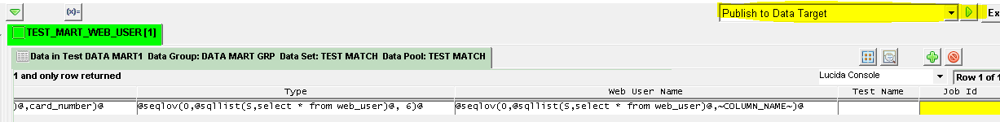 (x)= Publish to Data Target Ex
TEST_MART_WEB_USER [1]
Data in Test DATA MART1 Data Group: DATA MART GRP Data Set: TEST MATCH Data Pool: TEST MATCH
1 and only row returned Lucida Console Row 1 of 1
Type Web User Name Test Name Job Id
)@,card_number)@ @seqlov(0,@sqllist(S,select * from web_user)@, 6)@ @seqlov(0,@sqllist(S,select * from web_user)@,~COLUMN_NAME~)@